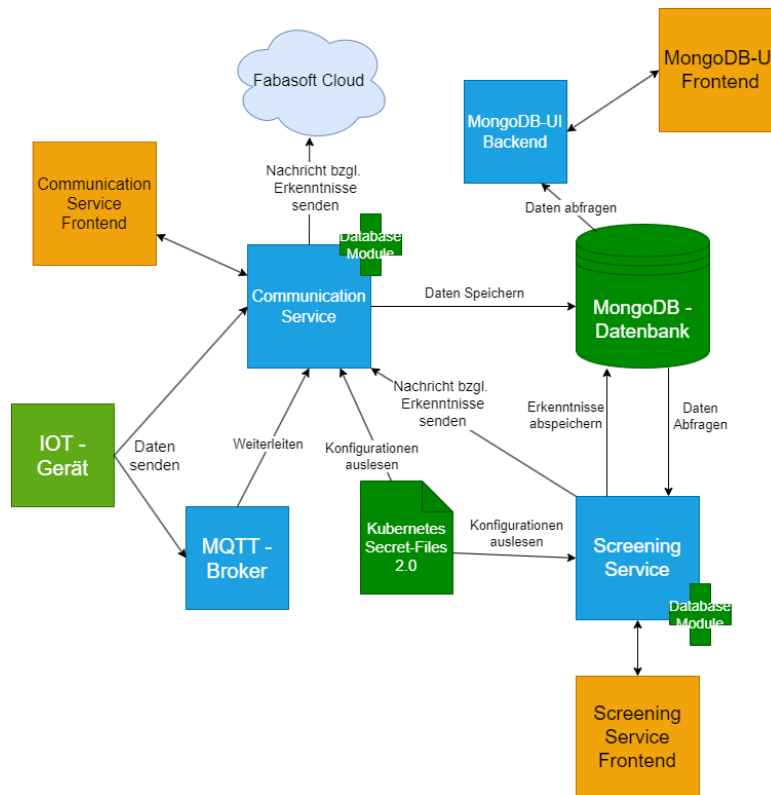 Fabasoft Cloud
MongoDB-UI
Frontend
MongoDB-UI
Backend
Communication
Service
Frontend
Nachricht bzgl.
Erkenntnisse
senden
Daten abfragen
Database
Module
Communication
Service
Daten Speichern
MongoDB -
Datenbank
Nachricht bzgl.
Erkenntnisse
senden
Erkenntnisse
abspeichern
Daten
Abfragen
IOT -
Gerät
Daten
senden
Weiterleiten
Konfigurationen
auslesen
MQTT -
Broker
Kubernetes
Secret-Files
2.0
Konfigurationen
auslesen
Screening
Service
Database
Module
Screening
Service
Frontend